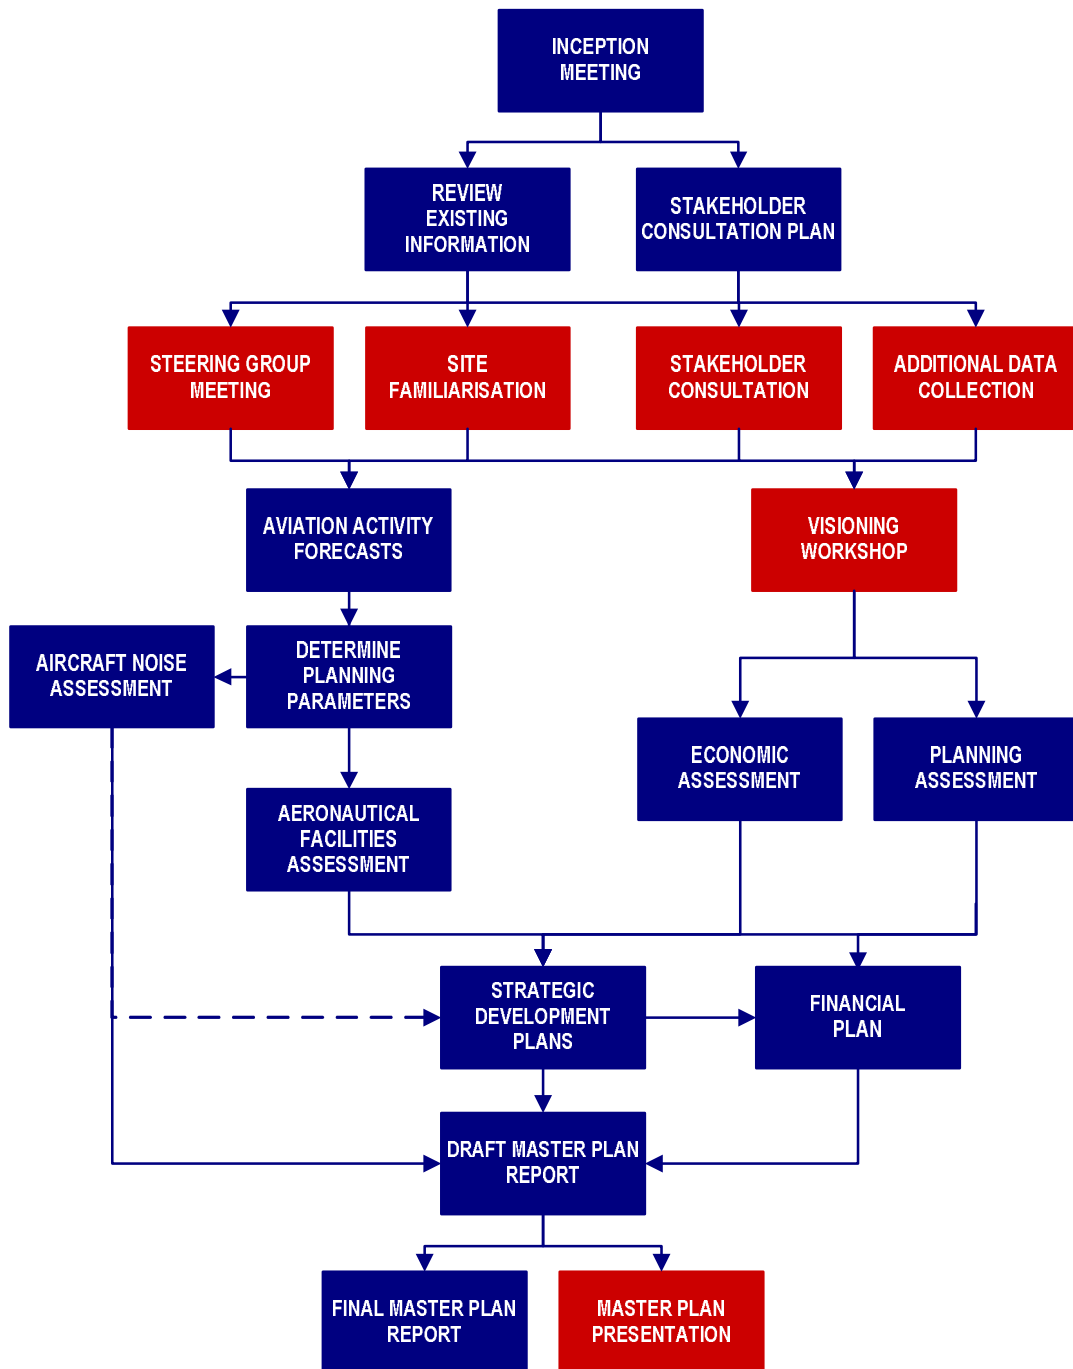 INCEPTION
MEETING
REVIEW
EXISTING
INFORMATION
STAKEHOLDER
CONSULTATION PLAN
STEERING GROUP
MEETING
SITE
FAMILIARISATION
STAKEHOLDER
CONSULTATION
ADDITIONAL DATA
COLLECTION
AVIATION ACTIVITY
FORECASTS
VISIONING
WORKSHOP
AIRCRAFT NOISE
ASSESSMENT
DETERMINE
PLANNING
PARAMETERS
ECONOMIC
ASSESSMENT
PLANNING
ASSESSMENT
AERONAUTICAL
FACILITIES
ASSESSMENT
STRATEGIC
DEVELOPMENT
PLANS
FINANCIAL
PLAN
DRAFT MASTER PLAN
REPORT
FINAL MASTER PLAN
REPORT
MASTER PLAN
PRESENTATION